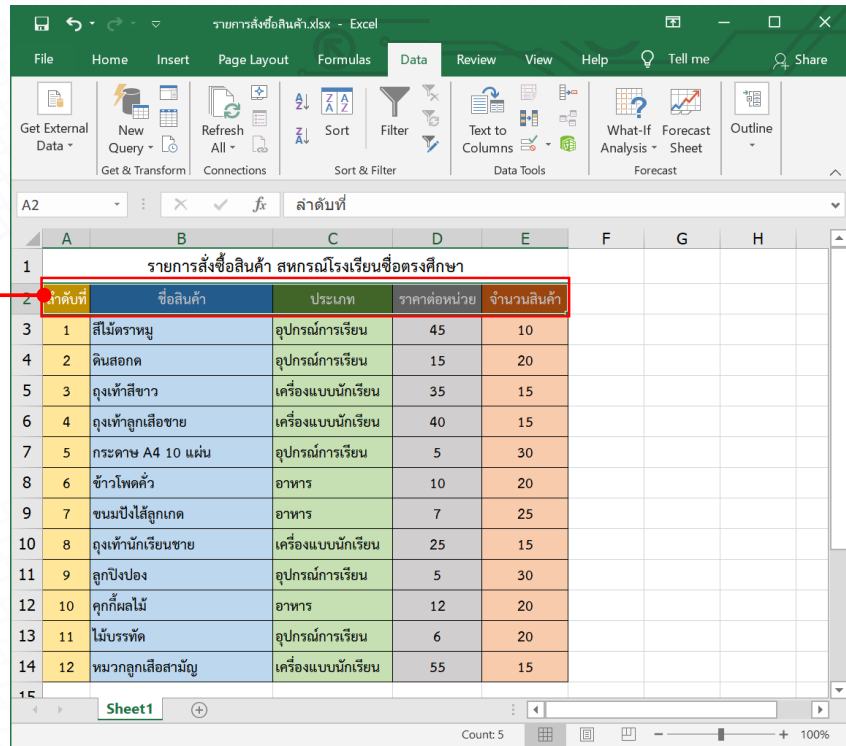 รายการสั่งซื้อสินค้า.xlsx - Excel
File Home Insert Page Layout Formulas Data Review View Help Tell me Share
Get External Data New Query Refresh All Sort Filter Text to Columns What-If Analysis Forecast Sheet Outline
Get & Transform Connections Sort & Filter Data Tools Forecast
A2 fx ลำดับที่
A B C D E F G H
1 รายการสั่งซื้อสินค้า สหกรณ์โรงเรียนซื่อตรงศึกษา
2 ลำดับที่ ชื่อสินค้า ประเภท ราคาต่อหน่วย จำนวนสินค้า
3 1 สีไม้ตราหมู อุปกรณ์การเรียน 45 10
4 2 ดินสอกด อุปกรณ์การเรียน 15 20
5 3 ถุงเท้าสีขาว เครื่องแบบนักเรียน 35 15
6 4 ถุงเท้าลูกเสือชาย เครื่องแบบนักเรียน 40 15
7 5 กระดาษ A4 10 แผ่น อุปกรณ์การเรียน 5 30
8 6 ข้าวโพดคั่ว อาหาร 10 20
9 7 ขนมปังไส้ลูกเกด อาหาร 7 25
10 8 ถุงเท้านักเรียนชาย เครื่องแบบนักเรียน 25 15
11 9 ลูกปิงปอง อุปกรณ์การเรียน 5 30
12 10 คุกกี้ผลไม้ อาหาร 12 20
13 11 ไม้บรรทัด อุปกรณ์การเรียน 6 20
14 12 หมวกลูกเสือสามัญ เครื่องแบบนักเรียน 55 15
15
Sheet1
Count: 5 100%